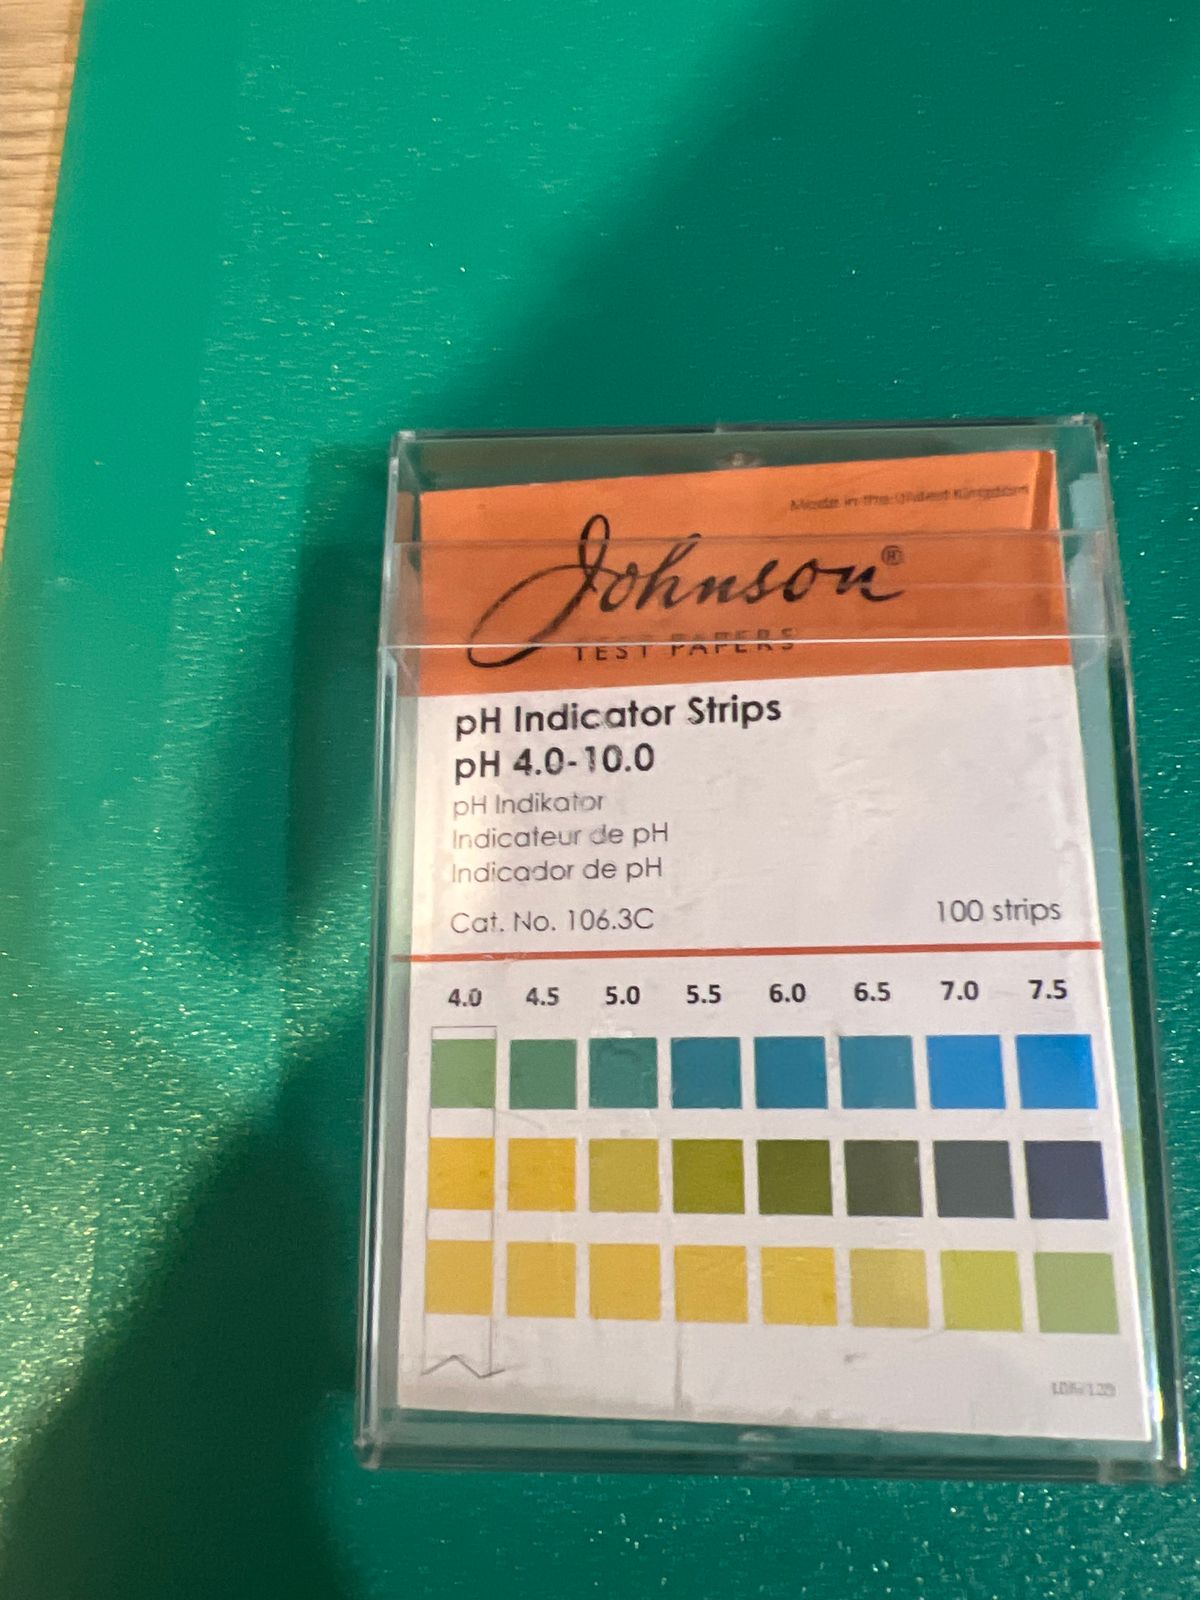 Made in the United Kingdom
Johnson®
TEST PAPERS
pH Indicator Strips
pH 4.0-10.0
pH Indikator
Indicateur de pH
Indicador de pH
Cat. No. 106.3C 100 strips
4.0 4.5 5.0 5.5 6.0 6.5 7.0 7.5